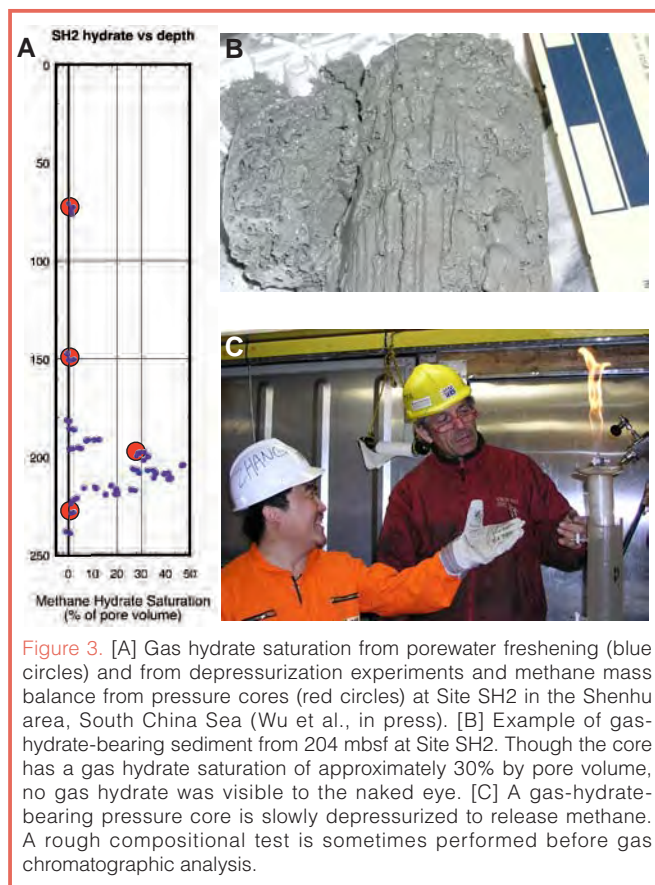 SH2 hydrate vs depth
A
B
0
50
100
150
200
250
0 10 20 30 40 50
Methane Hydrate Saturation
(% of pore volume)
C
ZHANG
Figure 3. [A] Gas hydrate saturation from porewater freshening (blue
circles) and from depressurization experiments and methane mass
balance from pressure cores (red circles) at Site SH2 in the Shenhu
area, South China Sea (Wu et al., in press). [B] Example of gas-
hydrate-bearing sediment from 204 mbsf at Site SH2. Though the core
has a gas hydrate saturation of approximately 30% by pore volume,
no gas hydrate was visible to the naked eye. [C] A gas-hydrate-
bearing pressure core is slowly depressurized to release methane.
A rough compositional test is sometimes performed before gas
chromatographic analysis.